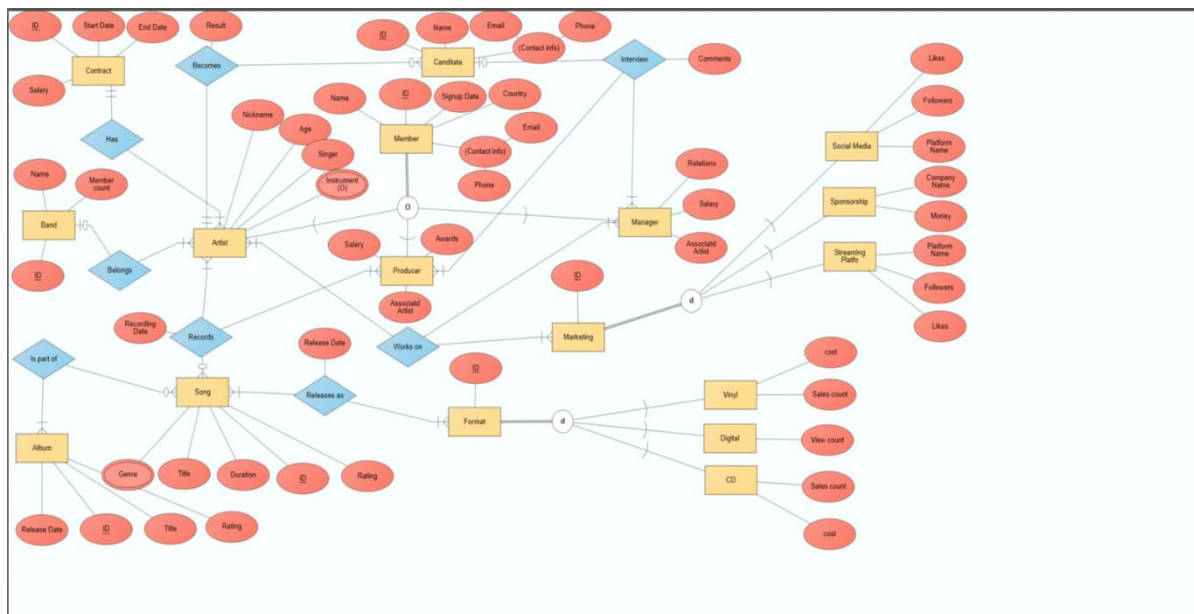 ID
Start Date
End Date
Result
Name
Email
Phone
ID
(Contact Info)
Becomes
Canditate
Interview
Comments
Contract
Salary
Likes
Followers
Platform
Name
Social Media
Name
ID
Signup Date
Country
Email
Member
(Contact Info)
Phone
Nickname
Age
Singer
Instrument
(O)
Has
Name
Member
count
Band
ID
Belongs
Artist
O
Relations
Salary
Manager
Associatd
Artist
Company
Name
Sponsorship
Money
Platform
Name
Streaming
Platfo
Followers
Likes
Salary
Awards
Producer
Associatd
Artist
ID
d
Marketing
Recording
Date
Records
Works on
Release Date
Is part of
Song
Releases as
ID
Format
d
cost
Vinyl
Sales count
Digital
View count
CD
Sales count
cost
Album
Genre
Title
Duration
ID
Rating
Release Date
ID
Title
Rating